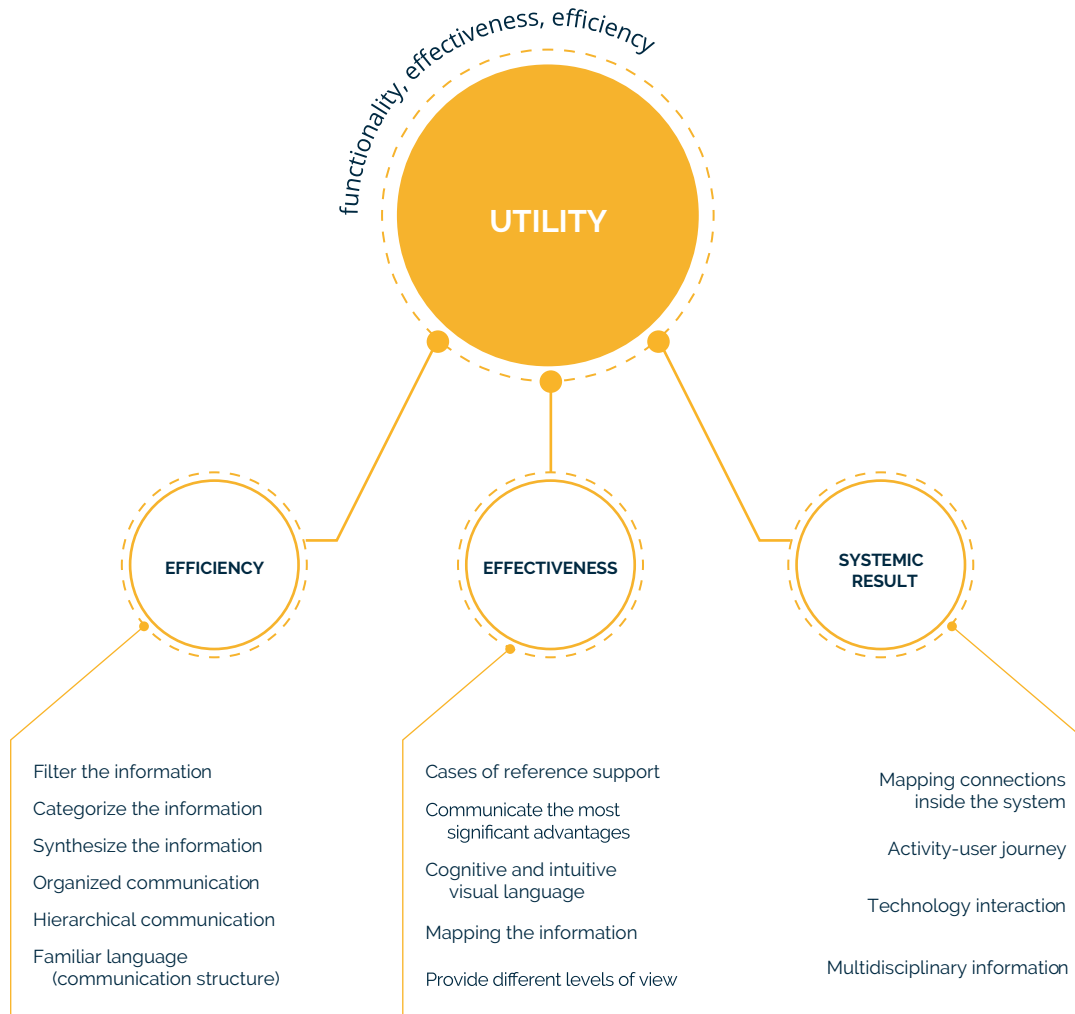 functionality, effectiveness, efficiency
UTILITY
EFFICIENCY
EFFECTIVENESS
SYSTEMIC
RESULT
Filter the information
Categorize the information
Synthesize the information
Organized communication
Hierarchical communication
Familiar language
(communication structure)
Cases of reference support
Communicate the most
significant advantages
Cognitive and intuitive
visual language
Mapping the information
Provide different levels of view
Mapping connections
inside the system
Activity-user journey
Technology interaction
Multidisciplinary information